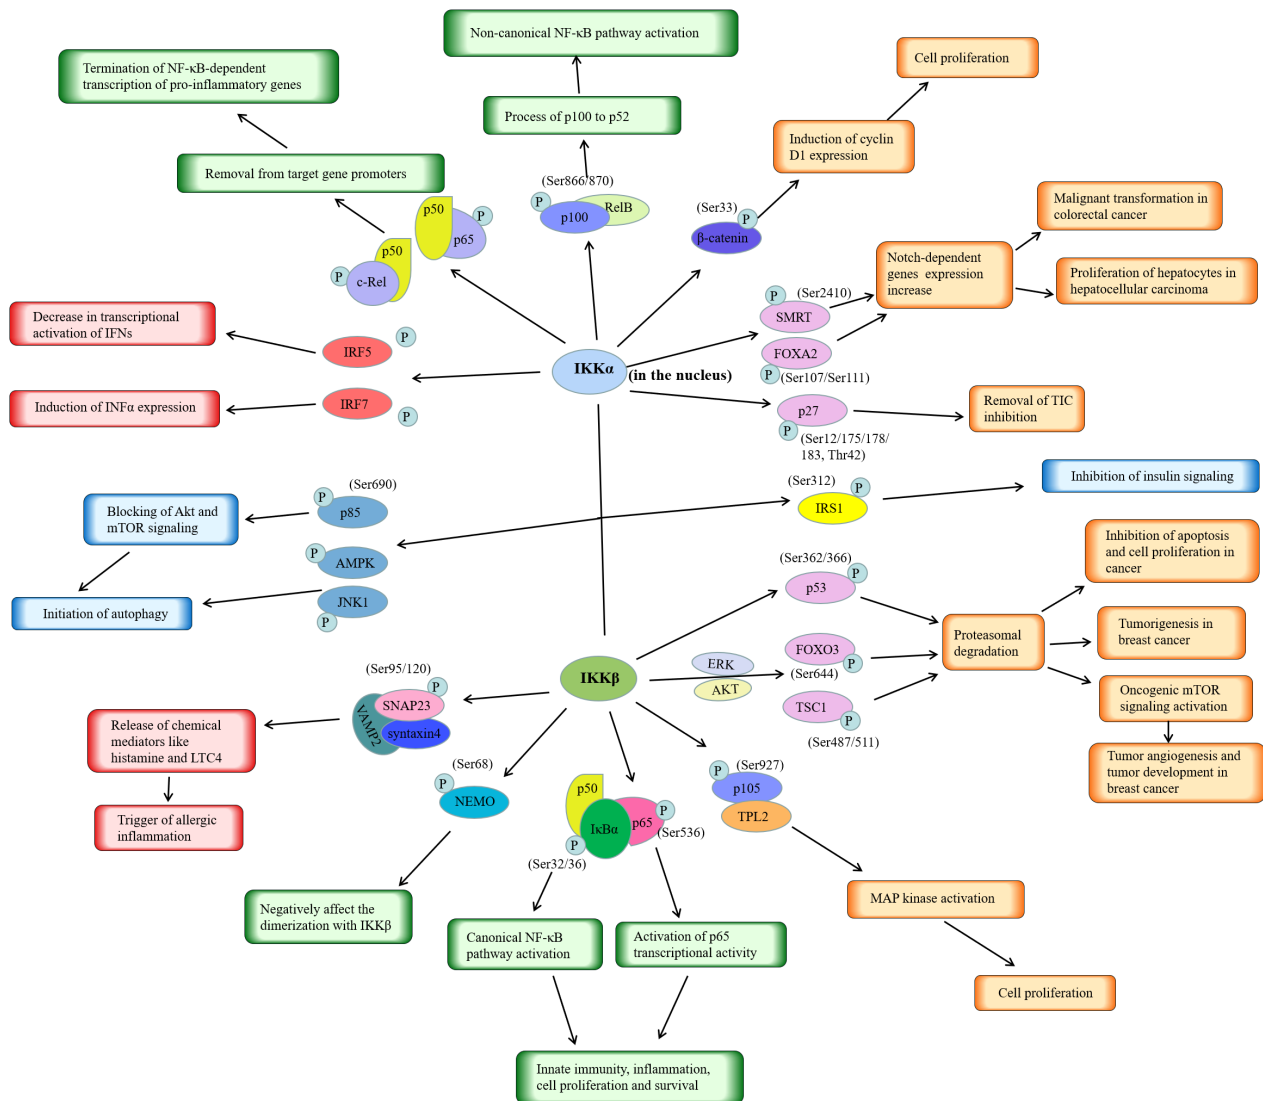 Non-canonical NF-κB pathway activation
Cell proliferation
Termination of NF-κB-dependent
transcription of pro-inflammatory genes
Process of p100 to p52
Induction of cyclin
D1 expression
Removal from target gene promoters
(Ser866/870)
P
p100
RelB
(Ser33)
P
β-catenin
Malignant transformation in
colorectal cancer
p50
P
p65
p50
P
c-Rel
Notch-dependent
genes expression
increase
Proliferation of hepatocytes in
hepatocellular carcinoma
P
(Ser2410)
SMRT
Decrease in transcriptional
activation of IFNs
P
IRF5
FOXA2
P
(Ser107/Ser111)
IKKα
(in the nucleus)
Induction of INFα expression
IRF7
P
p27
P
(Ser12/175/178/
183, Thr42)
Removal of TIC
inhibition
(Ser690)
P
p85
Blocking of Akt and
mTOR signaling
(Ser312)
P
IRS1
Inhibition of insulin signaling
P
AMPK
JNK1
P
Initiation of autophagy
(Ser362/366)
P
p53
Inhibition of apoptosis
and cell proliferation in
cancer
Proteasomal
degradation
Tumorigenesis in
breast cancer
IKKβ
ERK
AKT
FOXO3
P
(Ser644)
TSC1
P
(Ser487/511)
Oncogenic mTOR
signaling activation
Tumor angiogenesis and
tumor development in
breast cancer
(Ser95/120)
P
SNAP23
VAMP2
syntaxin4
Release of chemical
mediators like
histamine and LTC4
Trigger of allergic
inflammation
(Ser68)
P
NEMO
p50
IκBα
p65
P
(Ser536)
P
(Ser32/36)
(Ser927)
P
p105
TPL2
Negatively affect the
dimerization with IKKβ
Canonical NF-κB
pathway activation
Activation of p65
transcriptional activity
MAP kinase activation
Cell proliferation
Innate immunity, inflammation,
cell proliferation and survival